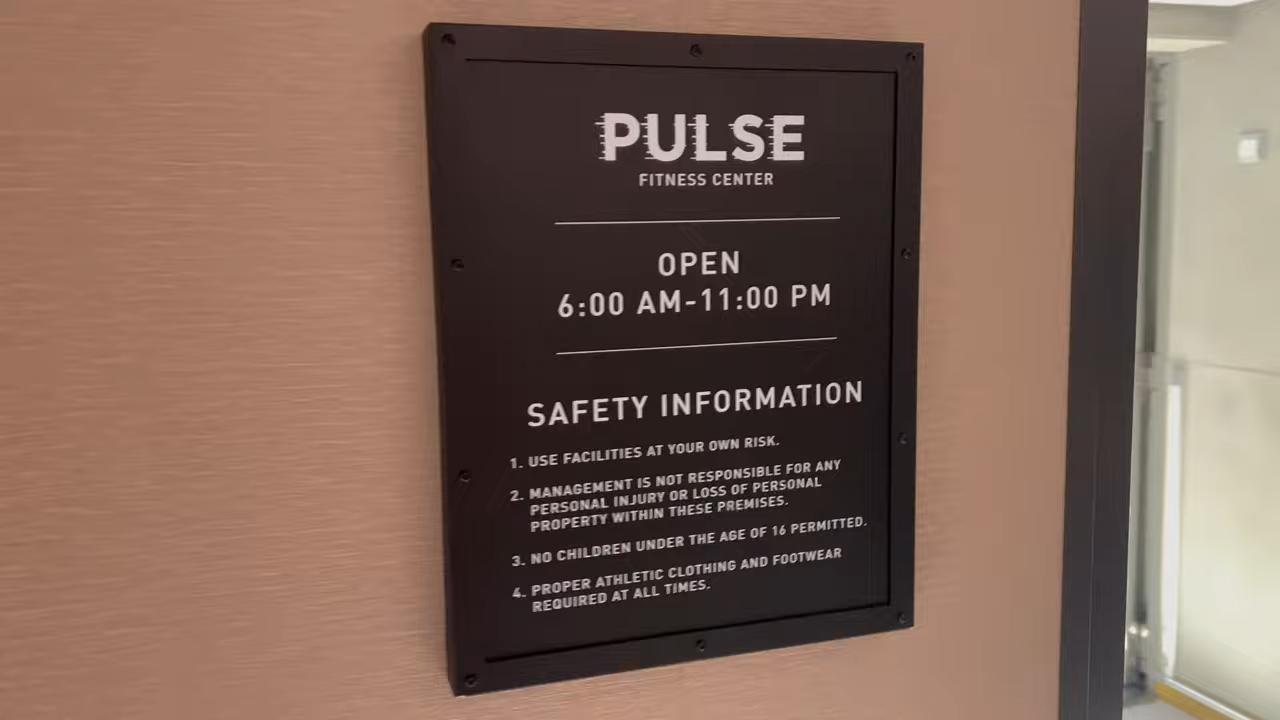 PULSE
FITNESS CENTER
OPEN
6:00 AM-11:00 PM
SAFETY INFORMATION
1. USE FACILITIES AT YOUR OWN RISK.
2. MANAGEMENT IS NOT RESPONSIBLE FOR ANY
PERSONAL INJURY OR LOSS OF PERSONAL
PROPERTY WITHIN THESE PREMISES.
3. NO CHILDREN UNDER THE AGE OF 16 PERMITTED.
4. PROPER ATHLETIC CLOTHING AND FOOTWEAR
REQUIRED AT ALL TIMES.